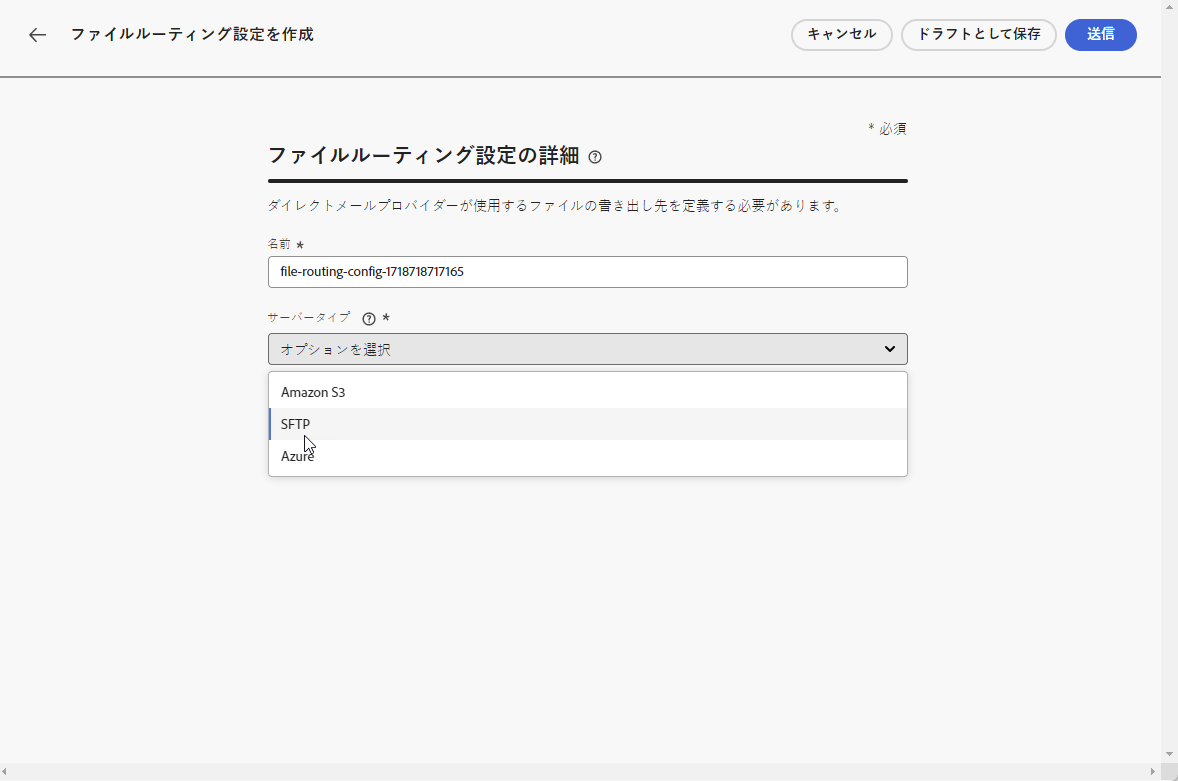 ファイルルーティング設定を作成
キャンセル
ドラフトとして保存
送信
* 必須
ファイルルーティング設定の詳細
ダイレクトメールプロバイダーが使用するファイルの書き出し先を定義する必要があります。
名前 *
file-routing-config-1718718717165
サーバータイプ *
オプションを選択
Amazon S3
SFTP
Azure